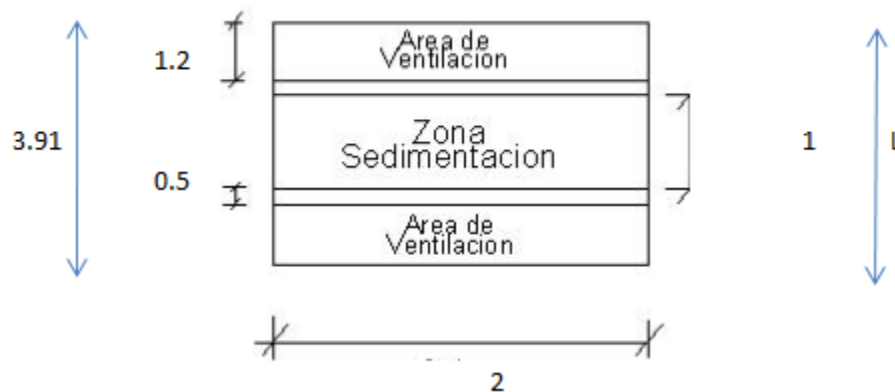 Area de
Ventilacion
1.2
3.91
Zona
Sedimentacion
1
L
0.5
Area de
Ventilacion
2